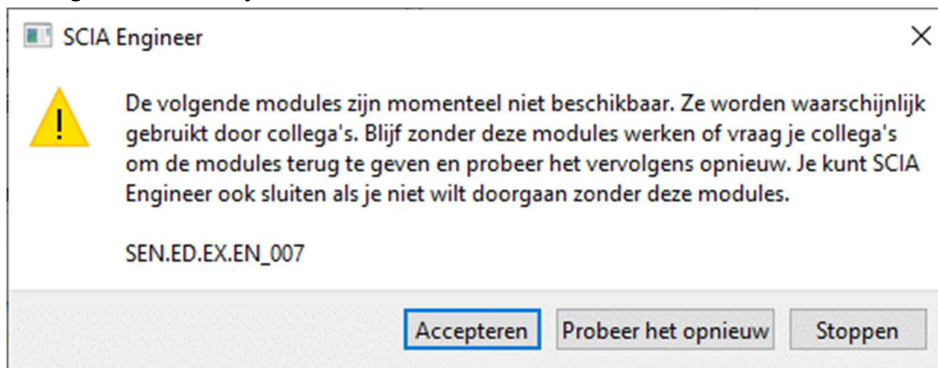 SCIA Engineer
De volgende modules zijn momenteel niet beschikbaar. Ze worden waarschijnlijk
gebruikt door collega's. Blijf zonder deze modules werken of vraag je collega's
om de modules terug te geven en probeer het vervolgens opnieuw. Je kunt SCIA
Engineer ook sluiten als je niet wilt doorgaan zonder deze modules.
SEN.ED.EX.EN_007
Accepteren Probeer het opnieuw Stoppen